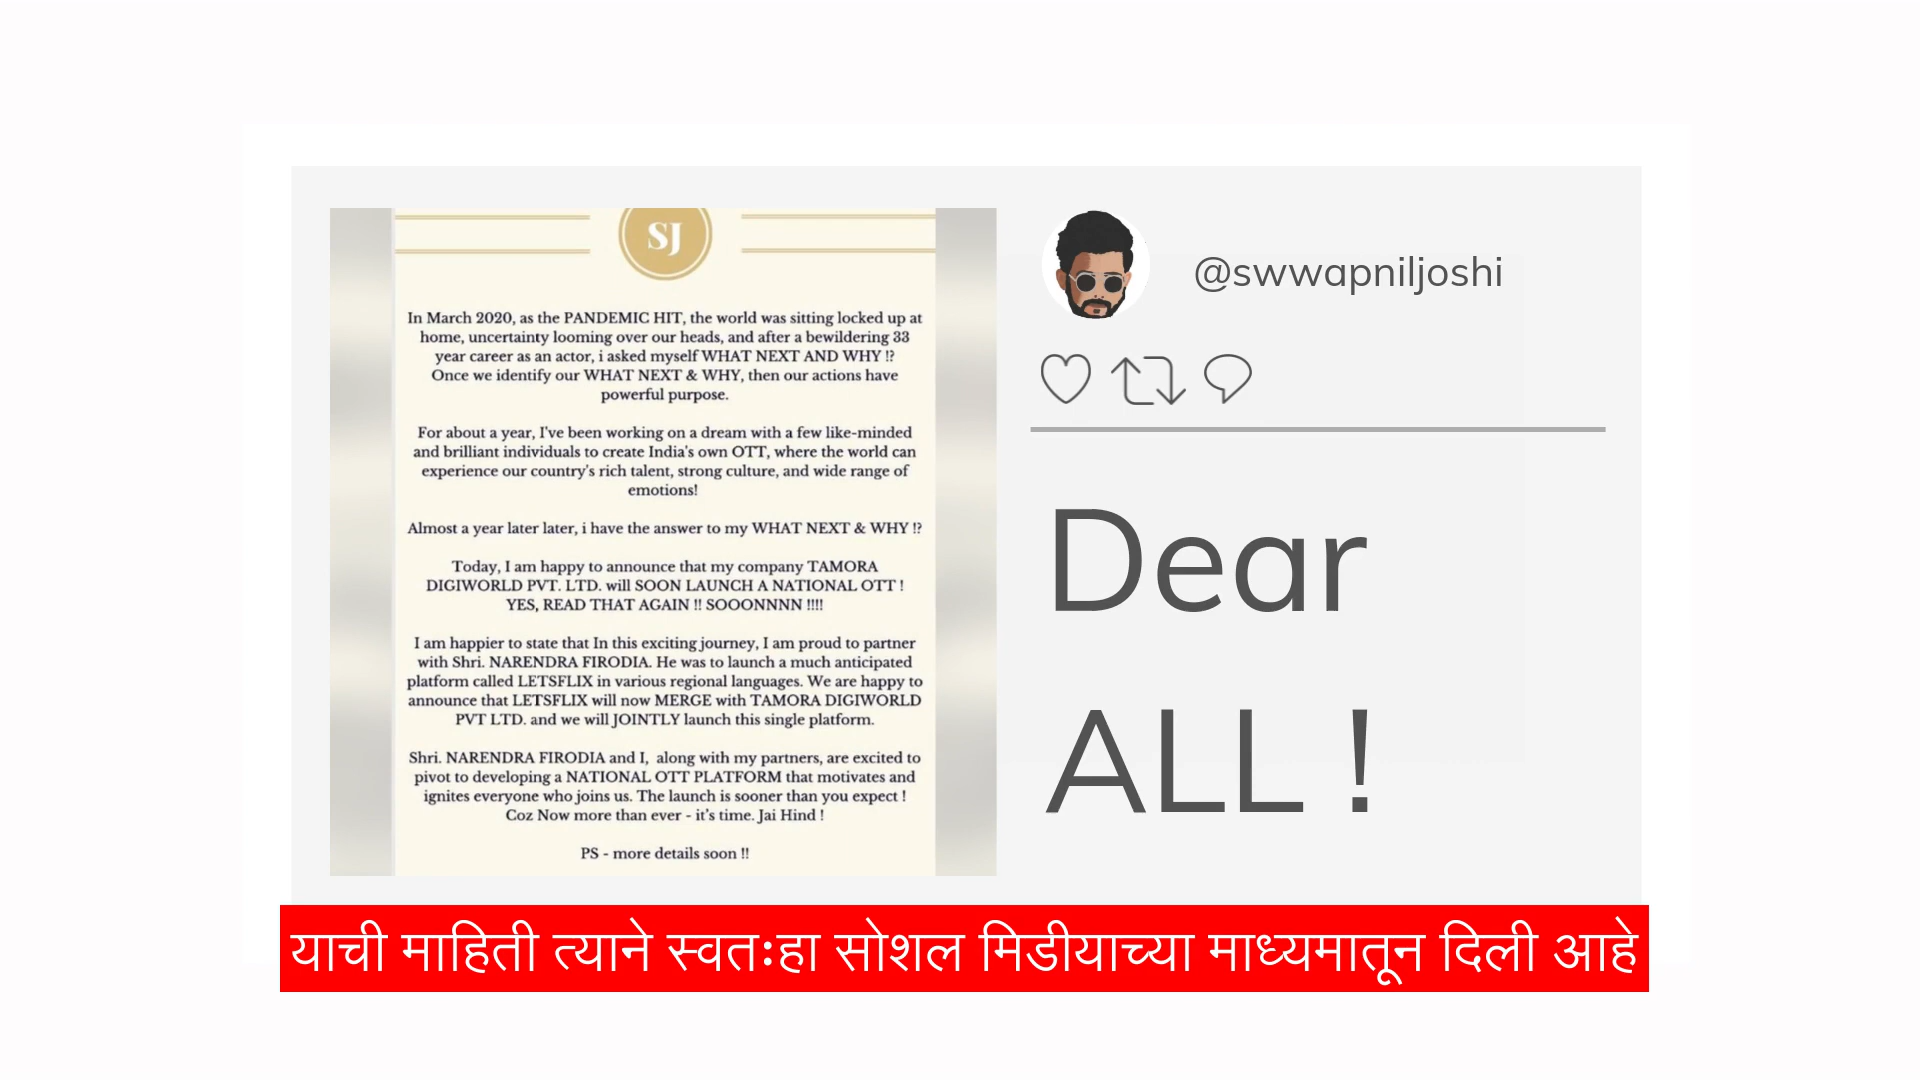 SJ
In March 2020, as the PANDEMIC HIT, the world was sitting locked up at
home, uncertainty looming over our heads, and after a bewildering 33
year career as an actor, i asked myself WHAT NEXT AND WHY !?
Once we identify our WHAT NEXT & WHY, then our actions have
powerful purpose.
For about a year, I've been working on a dream with a few like-minded
and brilliant individuals to create India's own OTT, where the world can
experience our country's rich talent, strong culture, and wide range of
emotions!
Almost a year later later, i have the answer to my WHAT NEXT & WHY !?
Today, I am happy to announce that my company TAMORA
DIGIWORLD PVT. LTD. will SOON LAUNCH A NATIONAL OTT !
YES, READ THAT AGAIN !! SOOONNNN !!!!
I am happier to state that In this exciting journey, I am proud to partner
with Shri. NARENDRA FIRODIA. He was to launch a much anticipated
platform called LETSFLIX in various regional languages. We are happy to
announce that LETSFLIX will now MERGE with TAMORA DIGIWORLD
PVT LTD. and we will JOINTLY launch this single platform.
Shri. NARENDRA FIRODIA and I, along with my partners, are excited to
pivot to developing a NATIONAL OTT PLATFORM that motivates and
ignites everyone who joins us. The launch is sooner than you expect !
Coz Now more than ever - it's time. Jai Hind !
PS - more details soon !!
@swwapniljoshi
Dear
ALL !
याची माहिती त्याने स्वतःहा सोशल मिडीयाच्या माध्यमातून दिली आहे